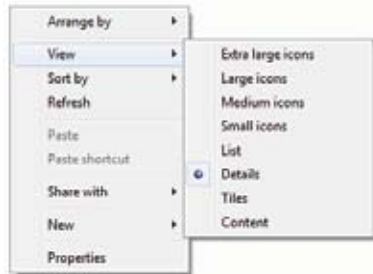 Arrange by
View
Sort by
Refresh
Paste
Paste shortcut
Share with
New
Properties
Extra large icons
Large icons
Medium icons
Small icons
List
Details
Tiles
Content